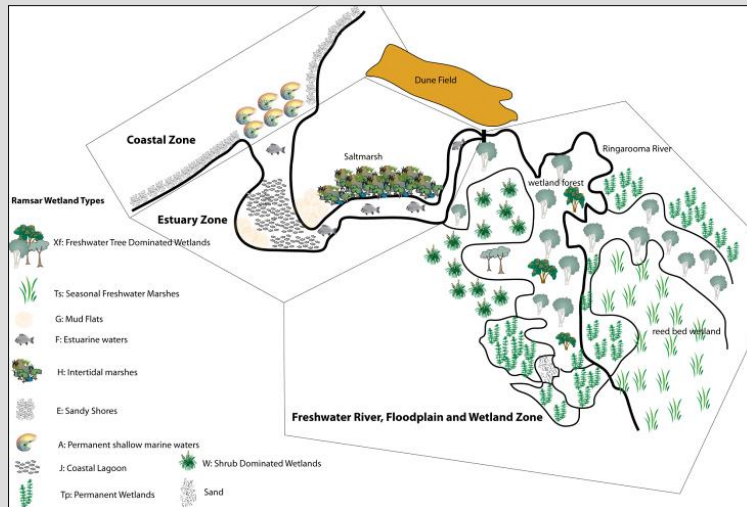 Dune Field
Coastal Zone
Ringarooma River
Saltmarsh
wetland forest
Ramsar Wetland Types
Estuary Zone
Xf: Freshwater Tree Dominated Wetlands
Ts: Seasonal Freshwater Marshes
G: Mud Flats
F: Estuarine waters
reed bed wetland
H: Intertidal marshes
E: Sandy Shores
Freshwater River, Floodplain and Wetland Zone
A: Permanent shallow marine waters
J: Coastal Lagoon
W: Shrub Dominated Wetlands
Tp: Permanent Wetlands
Sand